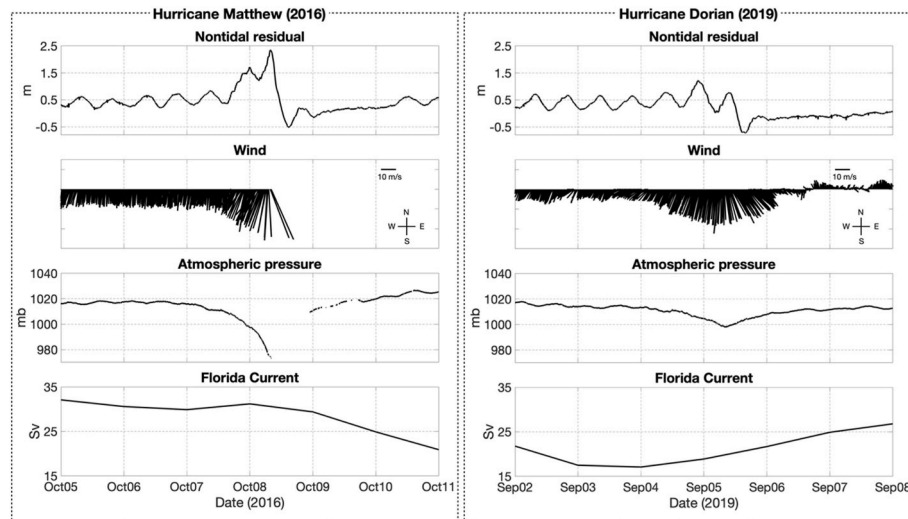 Hurricane Matthew (2016)
Nontidal residual
2.5
1.5
0.5
-0.5
m
Wind
10 m/s
N
W E
S
Atmospheric pressure
1040
1020
1000
980
mb
Florida Current
35
25
15
Sv
Oct05 Oct06 Oct07 Oct08 Oct09 Oct10 Oct11
Date (2016)
Hurricane Dorian (2019)
Nontidal residual
2.5
1.5
0.5
-0.5
m
Wind
10 m/s
N
W E
S
Atmospheric pressure
1040
1020
1000
980
mb
Florida Current
35
25
15
Sv
Sep02 Sep03 Sep04 Sep05 Sep06 Sep07 Sep08
Date (2019)